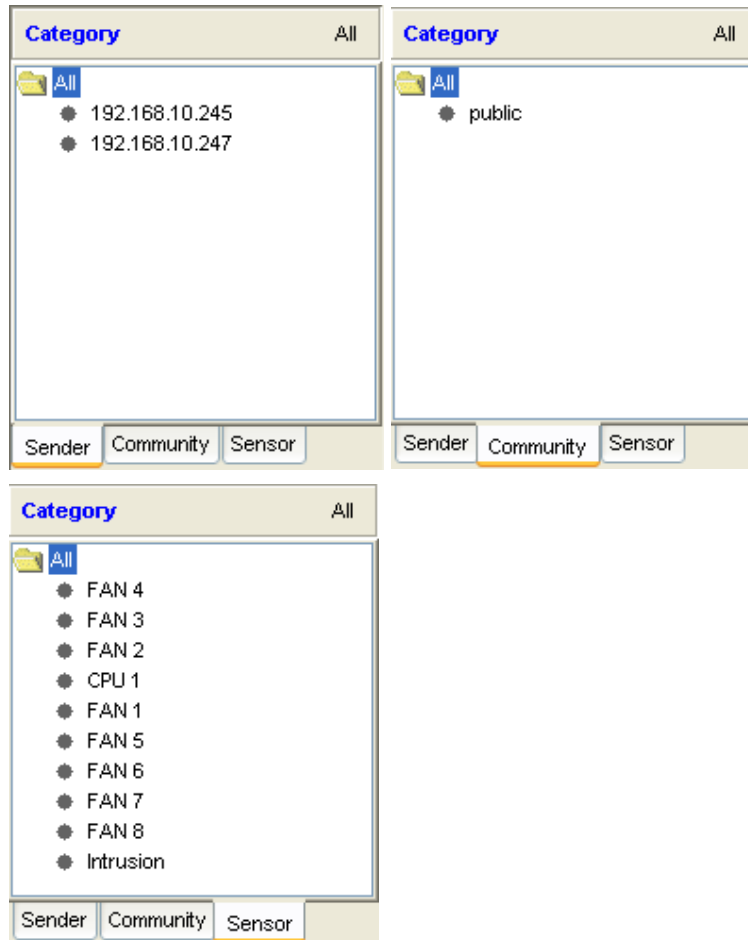 Category All
All
192.168.10.245
192.168.10.247
Sender Community Sensor
Category All
All
public
Sender Community Sensor
Category All
All
FAN 4
FAN 3
FAN 2
CPU 1
FAN 1
FAN 5
FAN 6
FAN 7
FAN 8
Intrusion
Sender Community Sensor